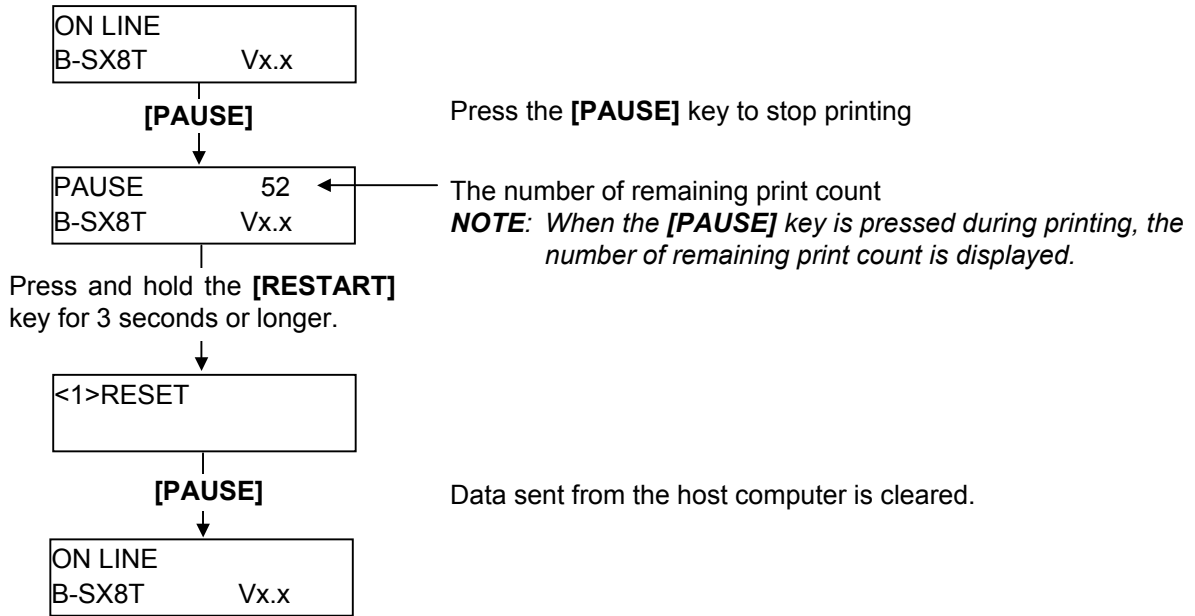 ON LINE
B-SX8T Vx.x
[PAUSE]
Press the [PAUSE] key to stop printing
PAUSE 52
B-SX8T Vx.x
The number of remaining print count
NOTE: When the [PAUSE] key is pressed during printing, the
number of remaining print count is displayed.
Press and hold the [RESTART]
key for 3 seconds or longer.
<1>RESET
[PAUSE]
Data sent from the host computer is cleared.
ON LINE
B-SX8T Vx.x